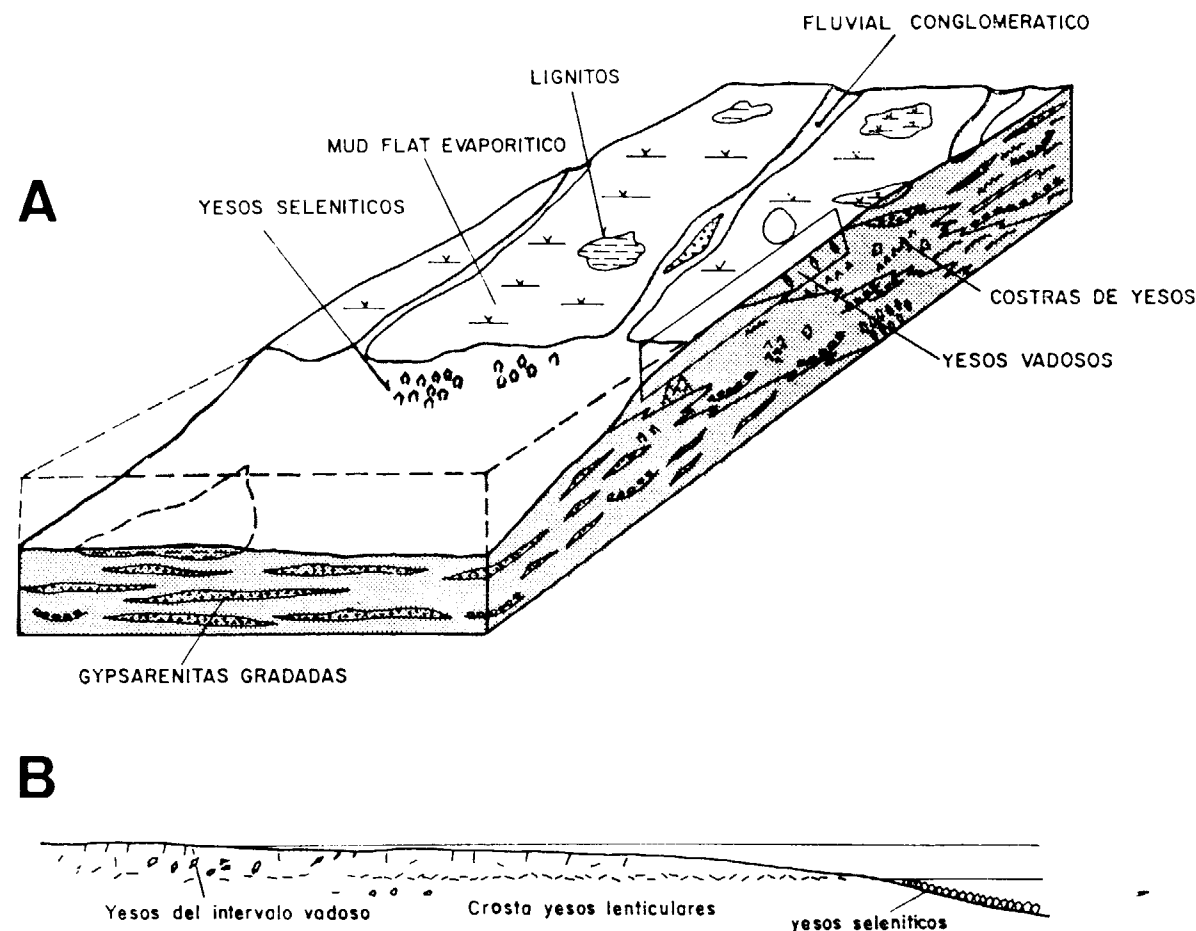 FLUVIAL CONGLOMERATICO
LIGNITOS
MUD FLAT EVAPORITICO
A
YESOS SELENITICOS
COSTRAS DE YESOS
YESOS VADOSOS
GYPSARENITAS GRADADAS
B
Yesos del intervalo vadoso
Crosta yesos lenticulares
yesos seleniticos